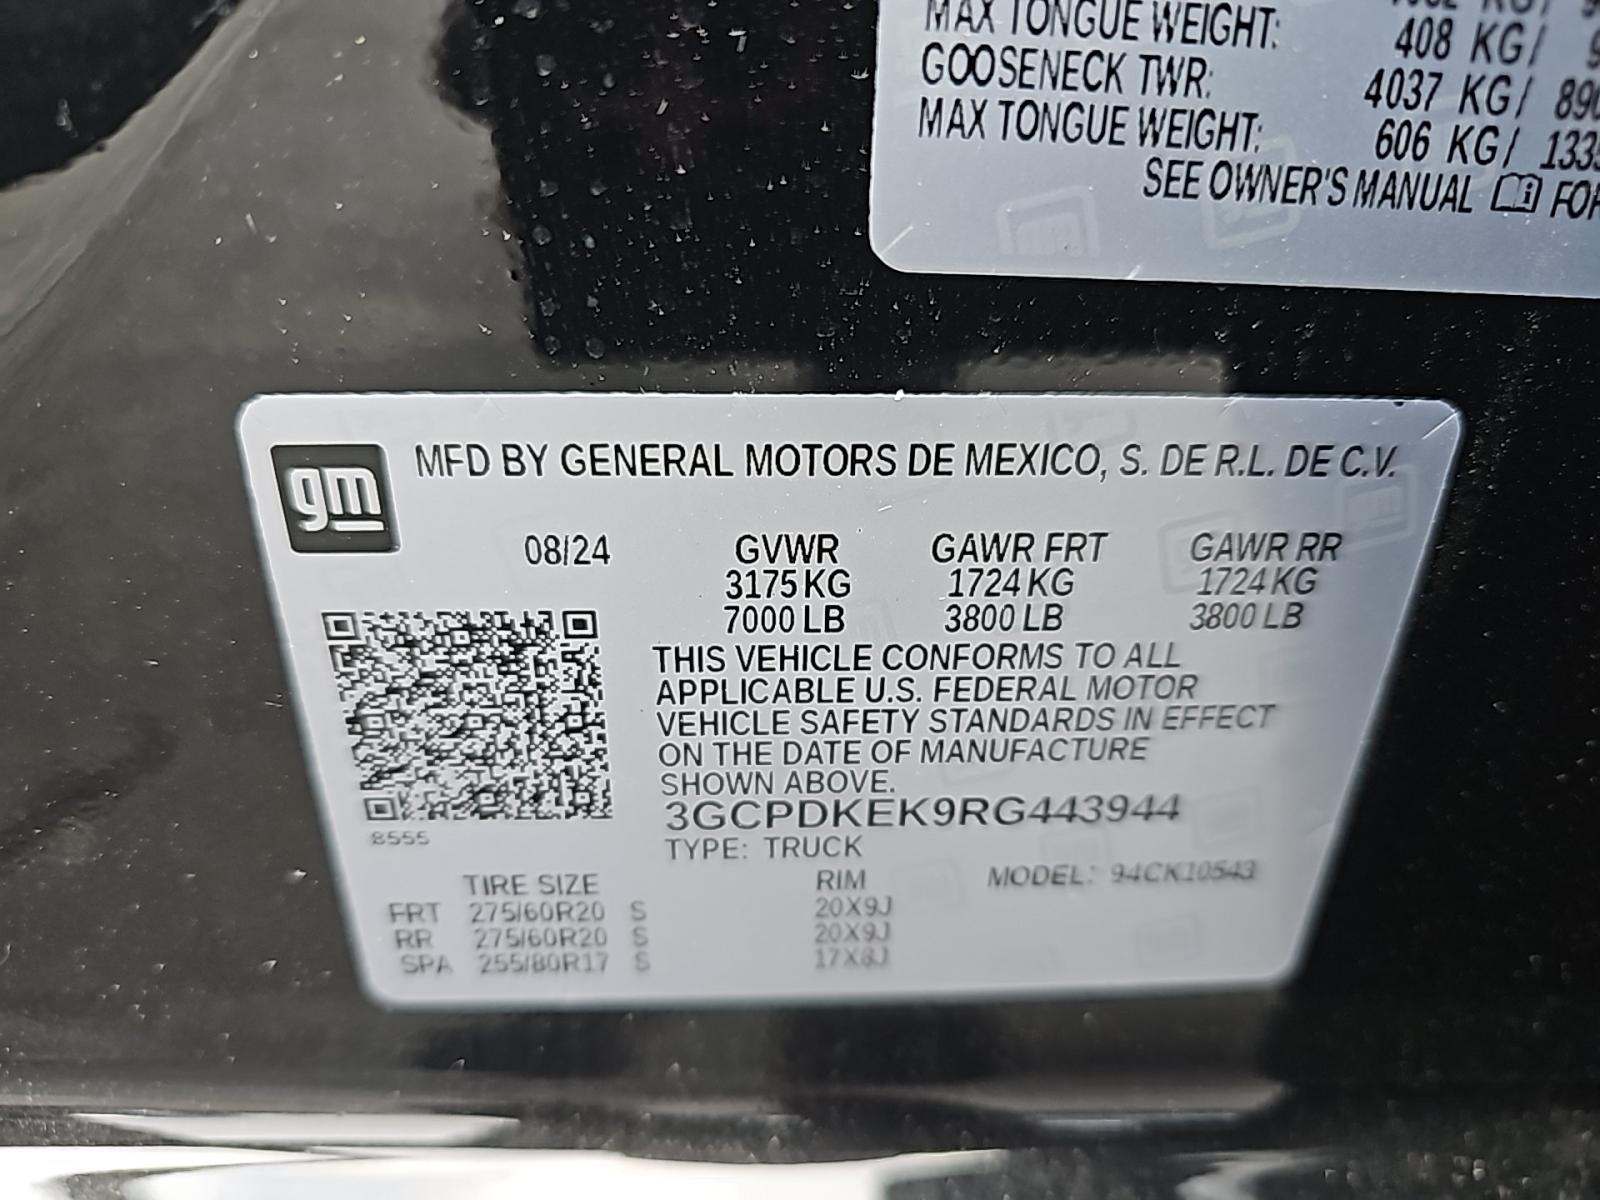 MAX TONGUE WEIGHT: 408 KG/
GOOSENECK TWR: 4037 KG/ 890
MAX TONGUE WEIGHT: 606 KG/ 1335
SEE OWNER'S MANUAL FOR
gm
MFD BY GENERAL MOTORS DE MEXICO, S. DE R.L. DE C.V.
08/24 GVWR GAWR FRT GAWR RR
3175 KG 1724 KG 1724 KG
7000 LB 3800 LB 3800 LB
THIS VEHICLE CONFORMS TO ALL
APPLICABLE U.S. FEDERAL MOTOR
VEHICLE SAFETY STANDARDS IN EFFECT
ON THE DATE OF MANUFACTURE
SHOWN ABOVE.
3GCPDKEK9RG443944
8555
TYPE: TRUCK
MODEL: 94CK10543
TIRE SIZE RIM
FRT 275/60R20 S 20X9J
RR 275/60R20 S 20X9J
SPA 255/80R17 S 17X8J